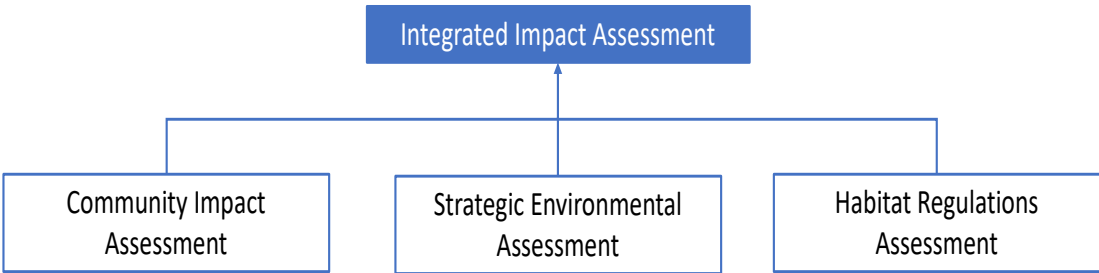 Integrated Impact Assessment
Community Impact
Assessment
Strategic Environmental
Assessment
Habitat Regulations
Assessment